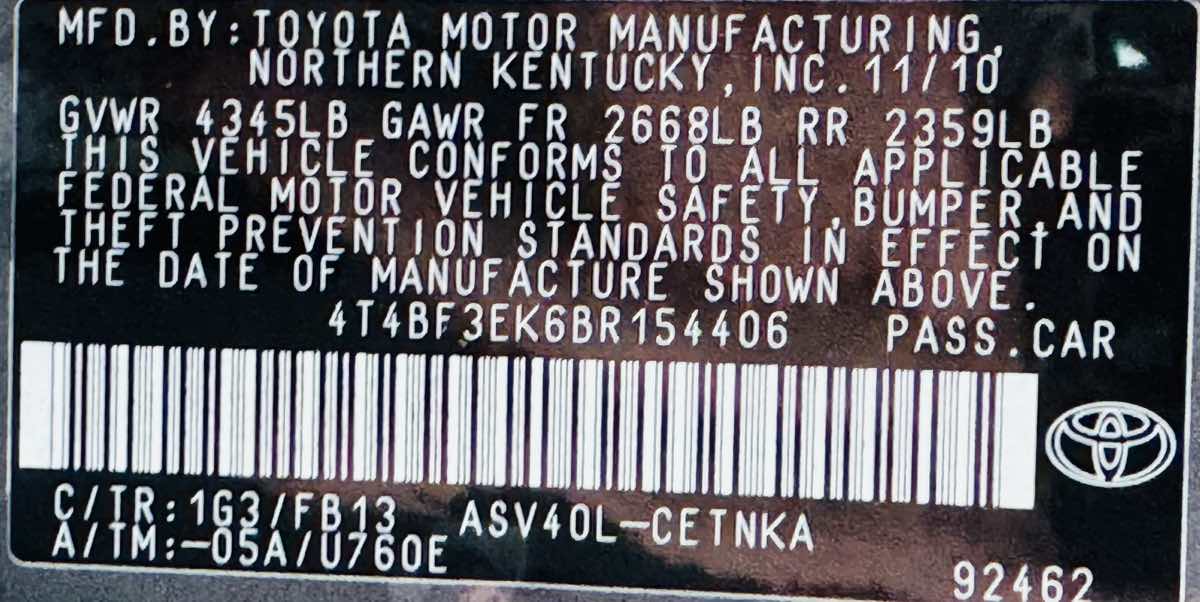 MFD.BY:TOYOTA MOTOR MANUFACTURING,
NORTHERN KENTUCKY,INC. 11/10
GVWR 4345LB GAWR FR 2668LB RR 2359LB
THIS VEHICLE CONFORMS TO ALL APPLICABLE
FEDERAL MOTOR VEHICLE SAFETY,BUMPER,AND
THEFT PREVENTION STANDARDS IN EFFECT ON
THE DATE OF MANUFACTURE SHOWN ABOVE.
4T4BF3EK6BR154406 PASS.CAR
C/TR:1G3/FB13 ASV40L-CETNKA
A/TM:-05A/U760E
92462